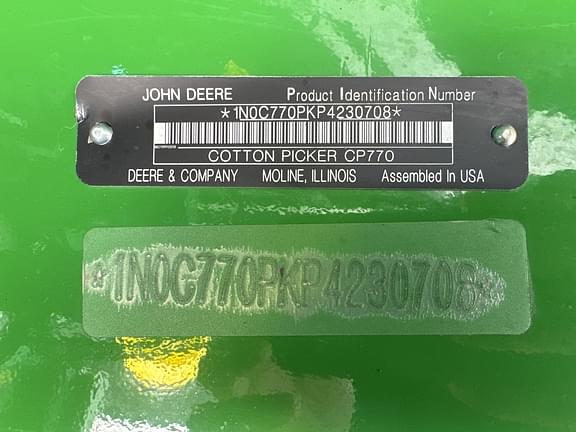 JOHN DEERE Product Identification Number
*1N0C770PKP4230708*
COTTON PICKER CP770
DEERE & COMPANY MOLINE, ILLINOIS Assembled In USA
*1N0C770PKP4230708*